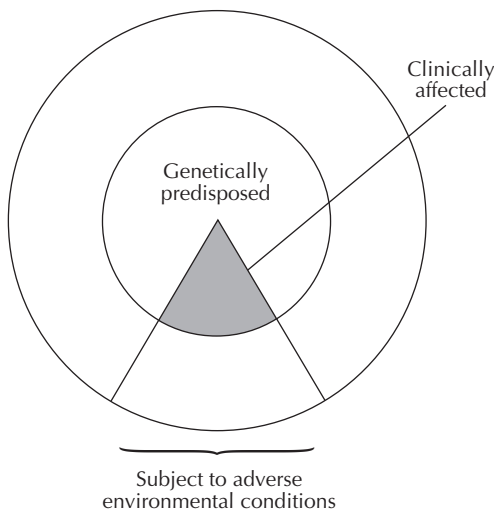 Clinically
affected
Genetically
predisposed
Subject to adverse
environmental conditions